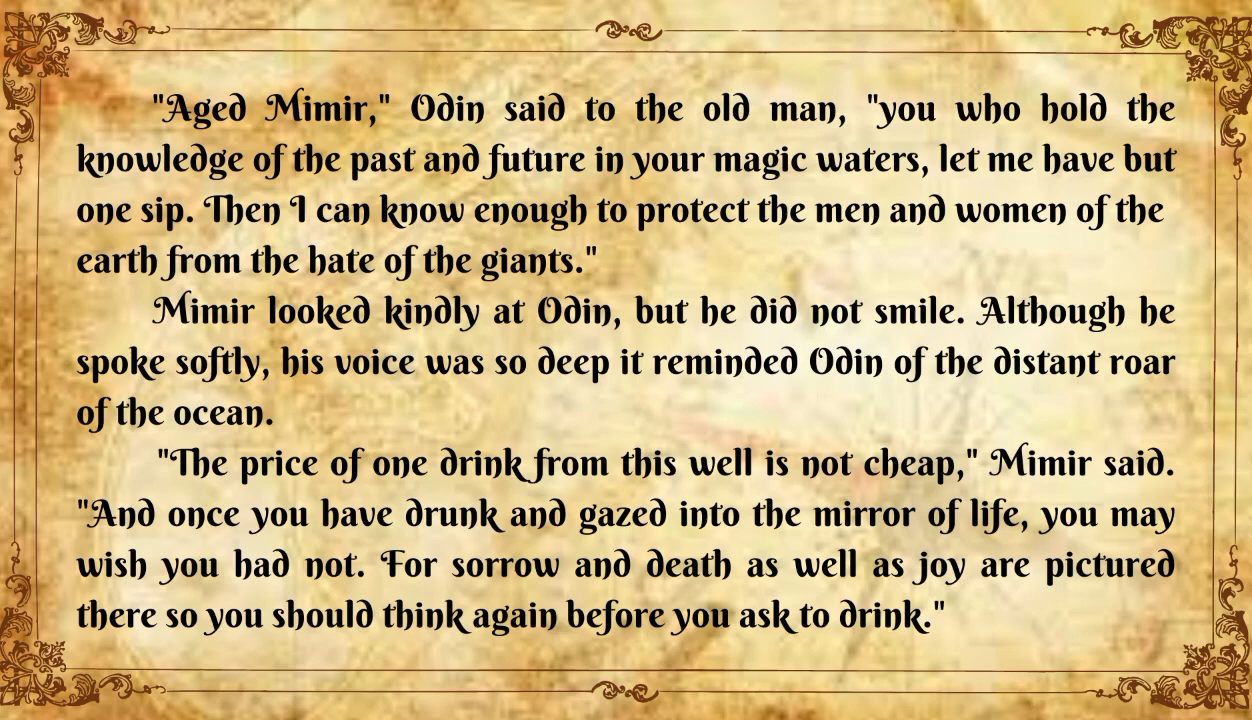 "Aged Mimir," Odin said to the old man, "you who hold the
knowledge of the past and future in your magic waters, let me have but
one sip. Then I can know enough to protect the men and women of the
earth from the hate of the giants."
Mimir looked kindly at Odin, but he did not smile. Although he
spoke softly, his voice was so deep it reminded Odin of the distant roar
of the ocean.
"The price of one drink from this well is not cheap," Mimir said.
"And once you have drunk and gazed into the mirror of life, you may
wish you had not. For sorrow and death as well as joy are pictured
there so you should think again before you ask to drink."